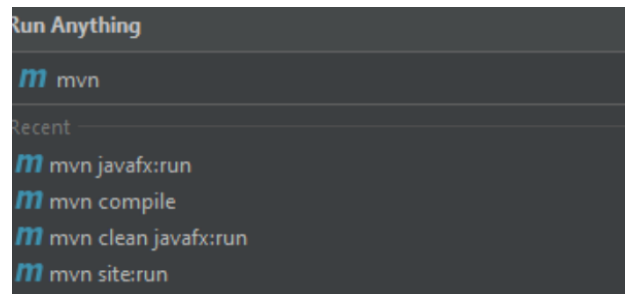 Run Anything
m mvn
Recent
m mvn javafx:run
m mvn compile
m mvn clean javafx:run
m mvn site:run